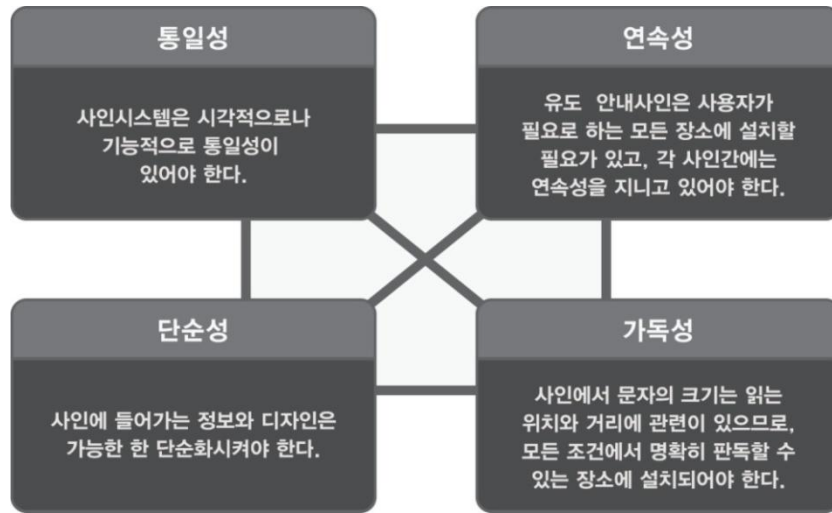 통일성
사인시스템은 시각적으로나
기능적으로 통일성이
있어야 한다.
연속성
유도 안내사인은 사용자가
필요로 하는 모든 장소에 설치할
필요가 있고, 각 사인간에는
연속성을 지니고 있어야 한다.
단순성
사인에 들어가는 정보와 디자인은
가능한 한 단순화시켜야 한다.
가독성
사인에서 문자의 크기는 읽는
위치와 거리에 관련이 있으므로,
모든 조건에서 명확히 판독할 수
있는 장소에 설치되어야 한다.